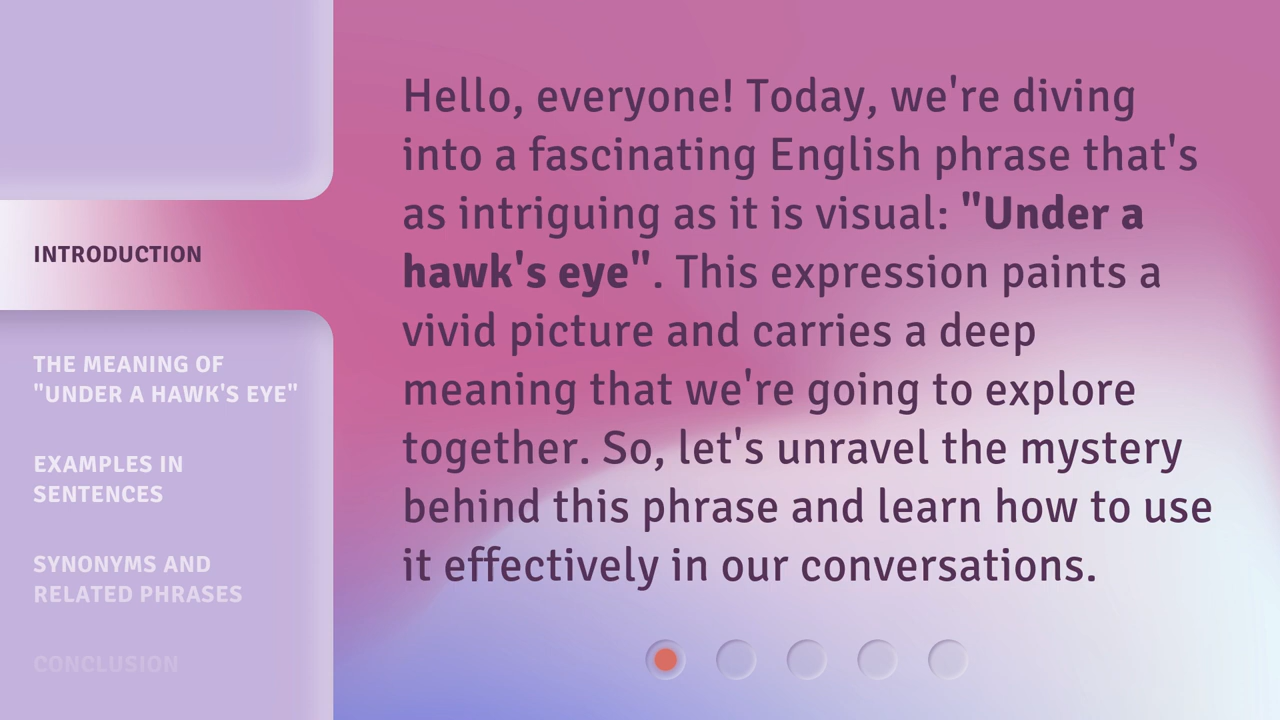 INTRODUCTION
THE MEANING OF
"UNDER A HAWK'S EYE"
EXAMPLES IN
SENTENCES
SYNONYMS AND
RELATED PHRASES
CONCLUSION
Hello, everyone! Today, we're diving
into a fascinating English phrase that's
as intriguing as it is visual: "Under a
hawk's eye". This expression paints a
vivid picture and carries a deep
meaning that we're going to explore
together. So, let's unravel the mystery
behind this phrase and learn how to use
it effectively in our conversations.